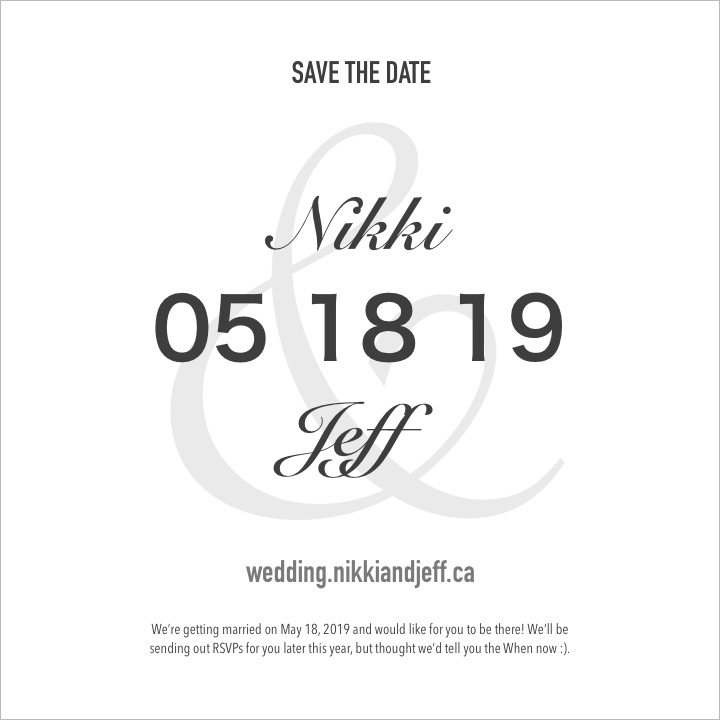 SAVE THE DATE
&
Nikki
05 18 19
Jeff
wedding.nikkiandjeff.ca
We’re getting married on May 18, 2019 and would like for you to be there! We’ll be
sending out RSVPs for you later this year, but thought we’d tell you the When now :).